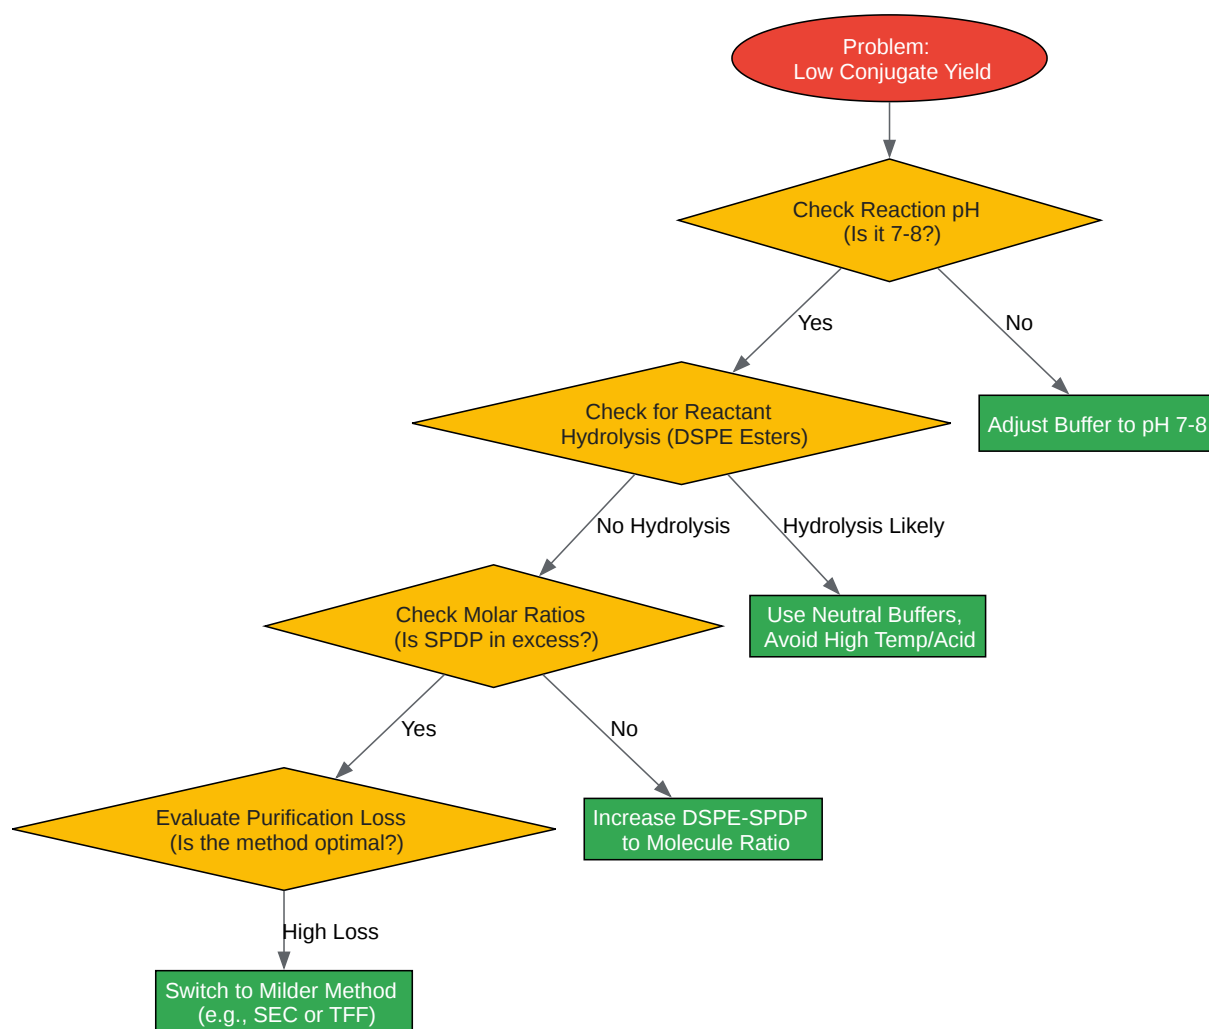 Problem:
Low Conjugate Yield
Check Reaction pH
(Is it 7-8?)
Yes
No
Check for Reactant
Hydrolysis (DSPE Esters)
Adjust Buffer to pH 7-8
No Hydrolysis
Hydrolysis Likely
Check Molar Ratios
(Is SPDP in excess?)
Use Neutral Buffers,
Avoid High Temp/Acid
Yes
No
Evaluate Purification Loss
(Is the method optimal?)
Increase DSPE-SPDP
to Molecule Ratio
High Loss
Switch to Milder Method
(e.g., SEC or TFF)